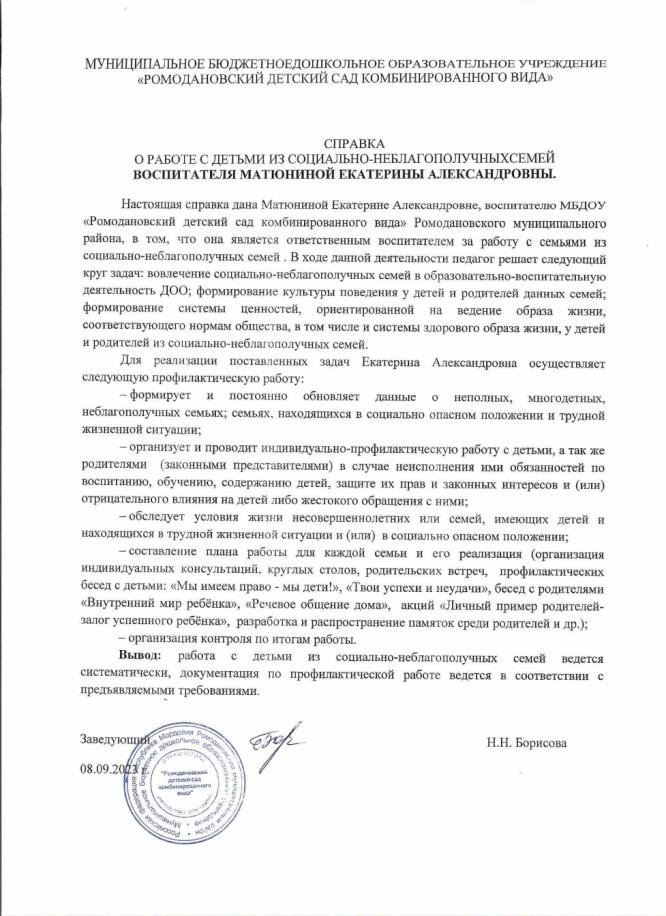 МУНИЦИПАЛЬНОЕ БЮДЖЕТНОЕДОШКОЛЬНОЕ ОБРАЗОВАТЕЛЬНОЕ УЧРЕЖДЕНИЕ
«РОМОДАНОВСКИЙ ДЕТСКИЙ САД КОМБИНИРОВАННОГО ВИДА»
СПРАВКА
О РАБОТЕ С ДЕТЬМИ ИЗ СОЦИАЛЬНО-НЕБЛАГОПОЛУЧНЫХСЕМЕЙ
ВОСПИТАТЕЛЯ МАТЮНИНОЙ ЕКАТЕРИНЫ АЛЕКСАНДРОВНЫ.
Настоящая справка дана Матюниной Екатерине Александровне, воспитателю МБДОУ
«Ромодановский детский сад комбинированного вида» Ромодановского муниципального
района, в том, что она является ответственным воспитателем за работу с семьями из
социально-неблагополучных семей . В ходе данной деятельности педагог решает следующий
круг задач: вовлечение социально-неблагополучных семей в образовательно-воспитательную
деятельность ДОО; формирование культуры поведения у детей и родителей данных семей;
формирование системы ценностей, ориентированной на ведение образа жизни,
соответствующего нормам общества, в том числе и системы здорового образа жизни, у детей
и родителей из социально-неблагополучных семей.
Для реализации поставленных задач Екатерина Александровна осуществляет
следующую профилактическую работу:
– формирует и постоянно обновляет данные о неполных, многодетных,
неблагополучных семьях; семьях, находящихся в социально опасном положении и трудной
жизненной ситуации;
– организует и проводит индивидуально-профилактическую работу с детьми, а так же
родителями (законными представителями) в случае неисполнения ими обязанностей по
воспитанию, обучению, содержанию детей, защите их прав и законных интересов и (или)
отрицательного влияния на детей либо жестокого обращения с ними;
– обследует условия жизни несовершеннолетних или семей, имеющих детей и
находящихся в трудной жизненной ситуации и (или) в социально опасном положении;
– составление плана работы для каждой семьи и его реализация (организация
индивидуальных консультаций, круглых столов, родительских встреч, профилактических
бесед с детьми: «Мы имеем право - мы дети!», «Твои успехи и неудачи», бесед с родителями
«Внутренний мир ребёнка», «Речевое общение дома», акций «Личный пример родителей-
залог успешного ребёнка», разработка и распространение памяток среди родителей и др.);
– организация контроля по итогам работы.
Вывод: работа с детьми из социально-неблагополучных семей ведется
систематически, документация по профилактической работе ведется в соответствии с
предъявляемыми требованиями.
Заведующий
Н.Н. Борисова
08.09.2023 г.
"Ромодановский
детский сад
комбинированного
вида"